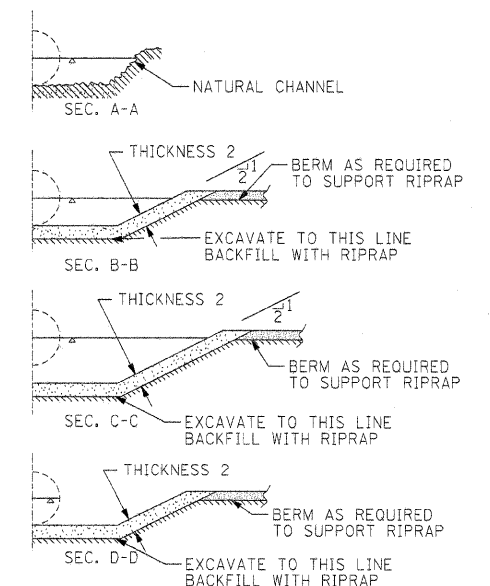 NATURAL CHANNEL
SEC. A-A
THICKNESS 2
1
2
BERM AS REQUIRED
TO SUPPORT RIPRAP
EXCAVATE TO THIS LINE
BACKFILL WITH RIPRAP
SEC. B-B
THICKNESS 2
1
2
BERM AS REQUIRED
TO SUPPORT RIPRAP
SEC. C-C
EXCAVATE TO THIS LINE
BACKFILL WITH RIPRAP
THICKNESS 2
BERM AS REQUIRED
TO SUPPORT RIPRAP
SEC. D-D
EXCAVATE TO THIS LINE
BACKFILL WITH RIPRAP